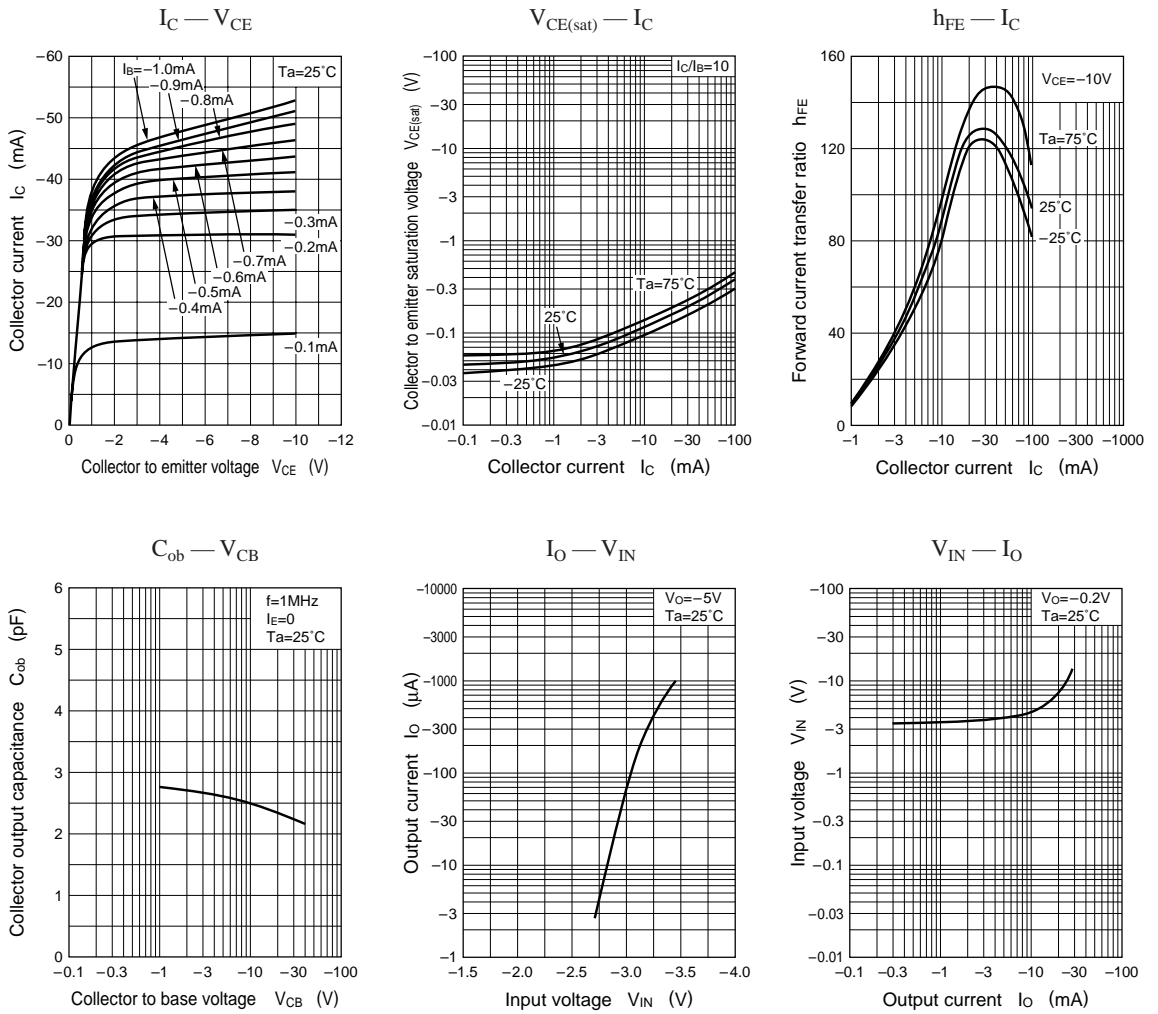 IC — VCE
Ta=25˚C
IB=−1.0mA
−0.9mA
−0.8mA
−0.3mA
−0.2mA
−0.7mA
−0.6mA
−0.5mA
−0.4mA
−0.1mA
−60
−50
−40
−30
−20
−10
0
0 −2 −4 −6 −8 −10 −12
Collector to emitter voltage VCE (V)
Collector current IC (mA)
VCE(sat) — IC
IC/IB=10
Ta=75˚C
25˚C
−25˚C
−100
−30
−10
−3
−1
−0.3
−0.1
−0.03
−0.01
−0.1 −0.3 −1 −3 −10 −30 −100
Collector current IC (mA)
Collector to emitter saturation voltage VCE(sat) (V)
hFE — IC
VCE=−10V
Ta=75˚C
25˚C
−25˚C
160
120
80
40
0
−1 −3 −10 −30 −100 −300 −1000
Collector current IC (mA)
Forward current transfer ratio hFE
Cob — VCB
f=1MHz
IE=0
Ta=25˚C
6
5
4
3
2
1
0
−0.1 −0.3 −1 −3 −10 −30 −100
Collector to base voltage VCB (V)
Collector output capacitance Cob (pF)
IO — VIN
VO=−5V
Ta=25˚C
−10000
−3000
−1000
−300
−100
−30
−10
−3
−1
−1.5 −2.0 −2.5 −3.0 −3.5 −4.0
Input voltage VIN (V)
Output current IO (µA)
VIN — IO
VO=−0.2V
Ta=25˚C
−100
−30
−10
−3
−1
−0.3
−0.1
−0.03
−0.01
−0.1 −0.3 −1 −3 −10 −30 −100
Output current IO (mA)
Input voltage VIN (V)